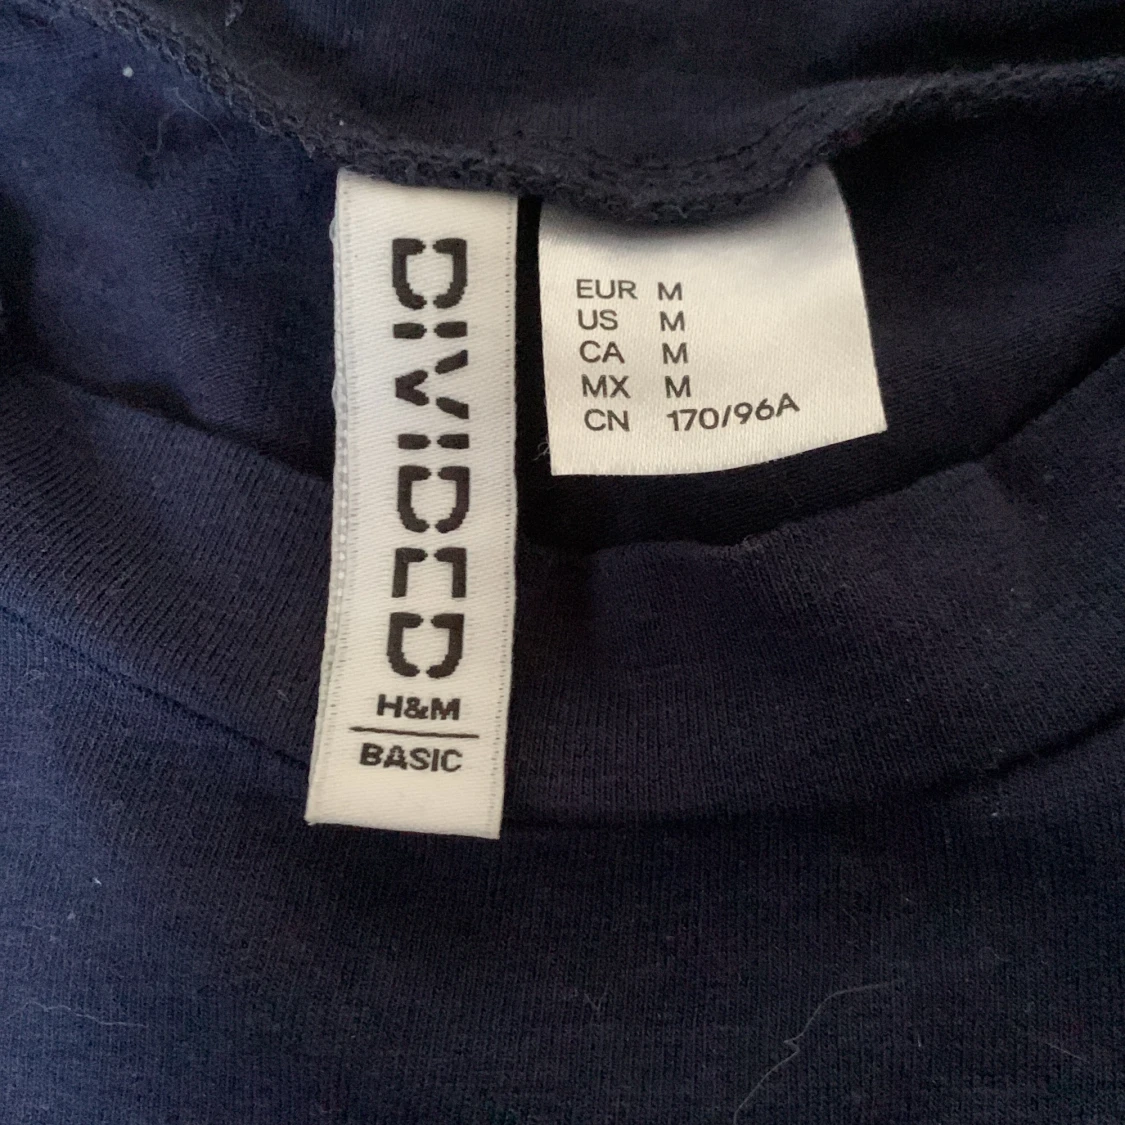 DIVIDED
H&M
BASIC
EUR M
US M
CA M
MX M
CN 170/96A